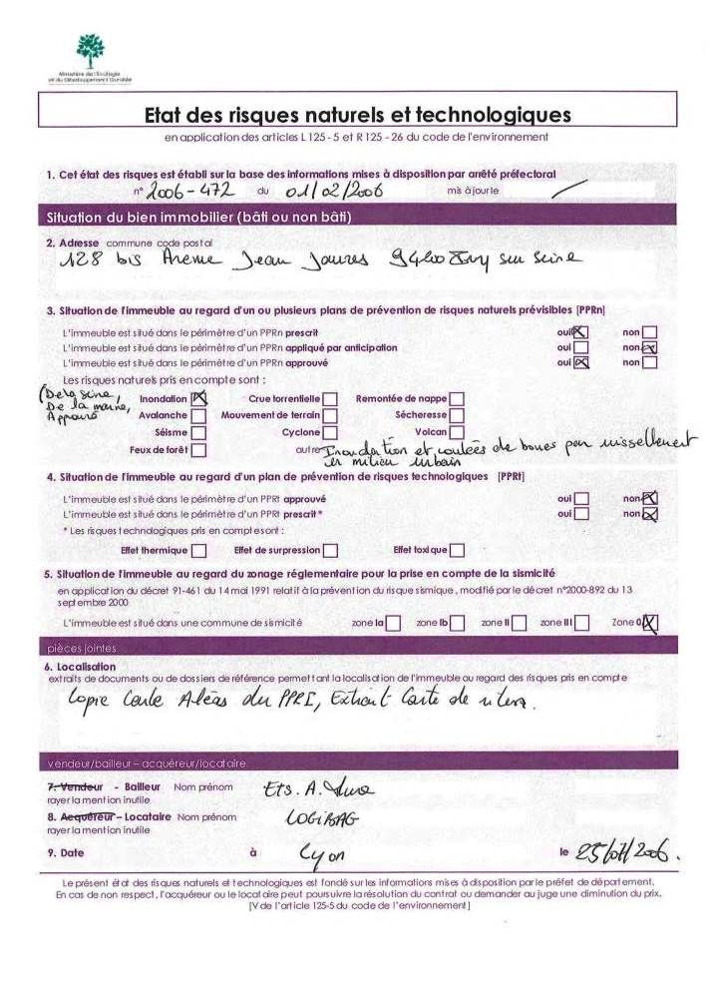 Ministère de l'Ecologie
et du Développement Durable
Etat des risques naturels et technologiques
en application des articles L 125 - 5 et R 125 - 26 du code de l'environnement
1. Cet état des risques est établi sur la base des informations mises à disposition par arrêté préfectoral
n° 2006-472 du 01/02/2006 mis à jour le
Situation du bien immobilier (bâti ou non bâti)
2. Adresse commune code postal
128 bis Avenue Jean Jaures 94200 Ivry sur Seine
3. Situation de l'immeuble au regard d'un ou plusieurs plans de prévention de risques naturels prévisibles [PPRn]
L'immeuble est situé dans le périmètre d'un PPRn prescrit oui X non
L'immeuble est situé dans le périmètre d'un PPRn appliqué par anticipation oui non X
L'immeuble est situé dans le périmètre d'un PPRn approuvé oui X non
Les risques naturels pris en compte sont :
(De la Seine,
De la marne,
Approuvé
Inondation X Crue torrentielle Remontée de nappe
Avalanche Mouvement de terrain Sécheresse
Séisme Cyclone Volcan
Feux de forêt autre Inondation et coulées de boues par ruissellement
en milieu urbain
4. Situation de l'immeuble au regard d'un plan de prévention de risques technologiques [PPRt]
L'immeuble est situé dans le périmètre d'un PPRt approuvé oui non X
L'immeuble est situé dans le périmètre d'un PPRt prescrit * oui non X
* Les risques technologiques pris en compte sont :
Effet thermique Effet de surpression Effet toxique
5. Situation de l'immeuble au regard du zonage réglementaire pour la prise en compte de la sismicité
en application du décret 91-461 du 14 mai 1991 relatif à la prévention du risque sismique, modifié par le décret n°2000-892 du 13
septembre 2000
L'immeuble est situé dans une commune de sismicité zone Ia zone Ib zone II zone III Zone 0 X
pièces jointes
6. Localisation
extraits de documents ou de dossiers de référence permettant la localisation de l'immeuble au regard des risques pris en compte
Copie Carte Aléas du PPRI, Extrait Carte de
vendeur/bailleur – acquéreur/locataire
7. Vendeur - Bailleur Nom prénom Ets. A.
rayer la mention inutile
8. Acquéreur – Locataire Nom prénom LOGIRAG
rayer la mention inutile
9. Date à Lyon le 25/07/2006.
Le présent état des risques naturels et technologiques est fondé sur les informations mises à disposition par le préfet de département.
En cas de non respect, l'acquéreur ou le locataire peut poursuivre la résolution du contrat ou demander au juge une diminution du prix.
[V de l'article 125-5 du code de l'environnement]